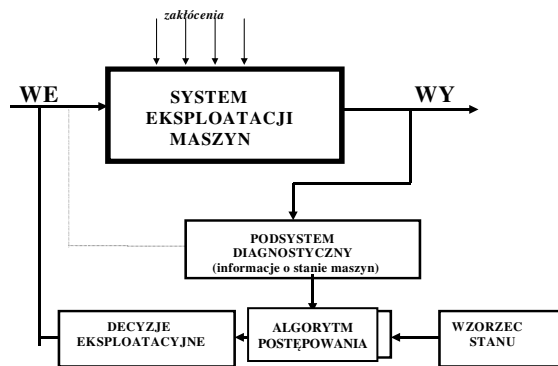 zakłócenia
WE
SYSTEM
EKSPLOATACJI
MASZYN
WY
PODSYSTEM
DIAGNOSTYCZNY
(informacje o stanie maszyn)
DECYZJE
EKSPLOATACYJNE
ALGORYTM
POSTĘPOWANIA
WZORZEC
STANU